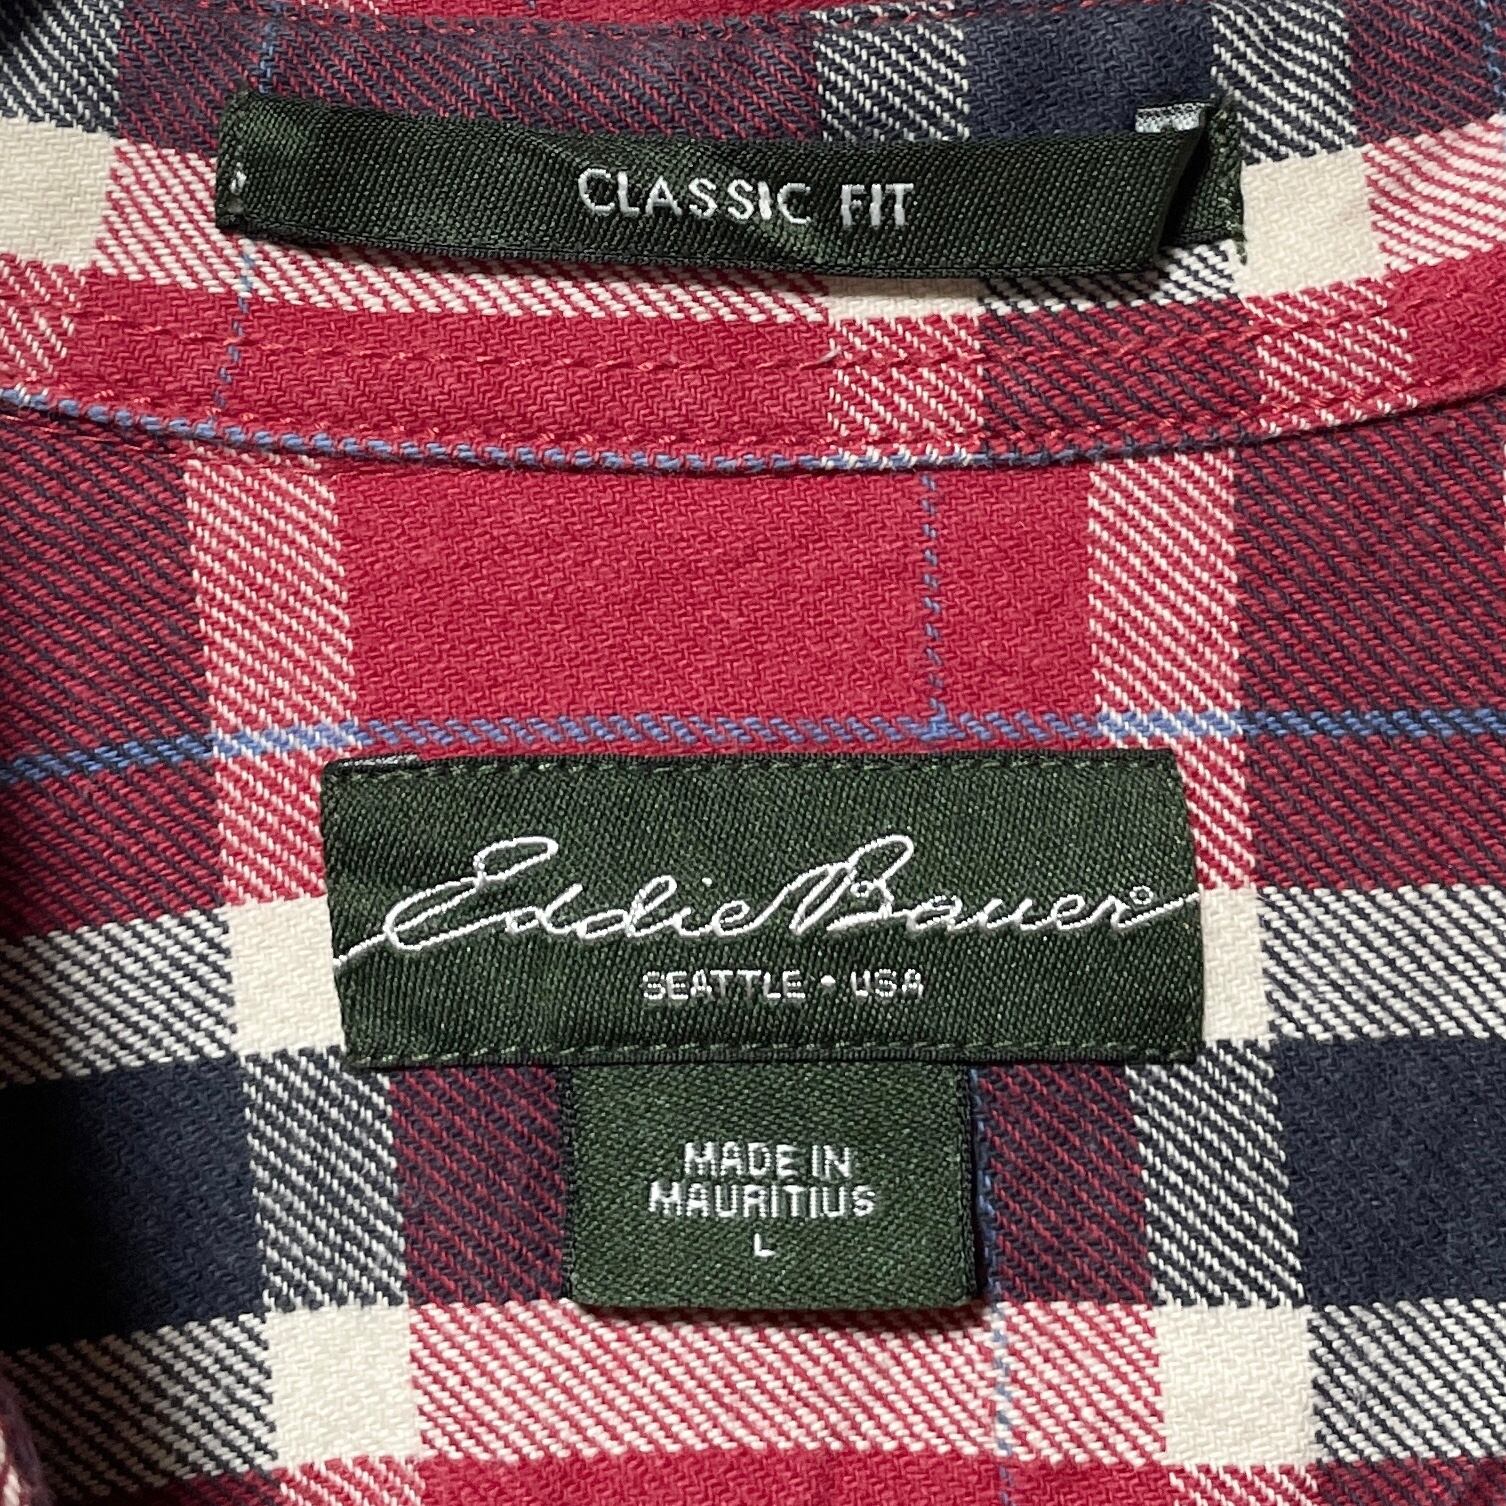 CLASSIC FIT
Eddie Bauer®
SEATTLE • USA
MADE IN
MAURITIUS
L